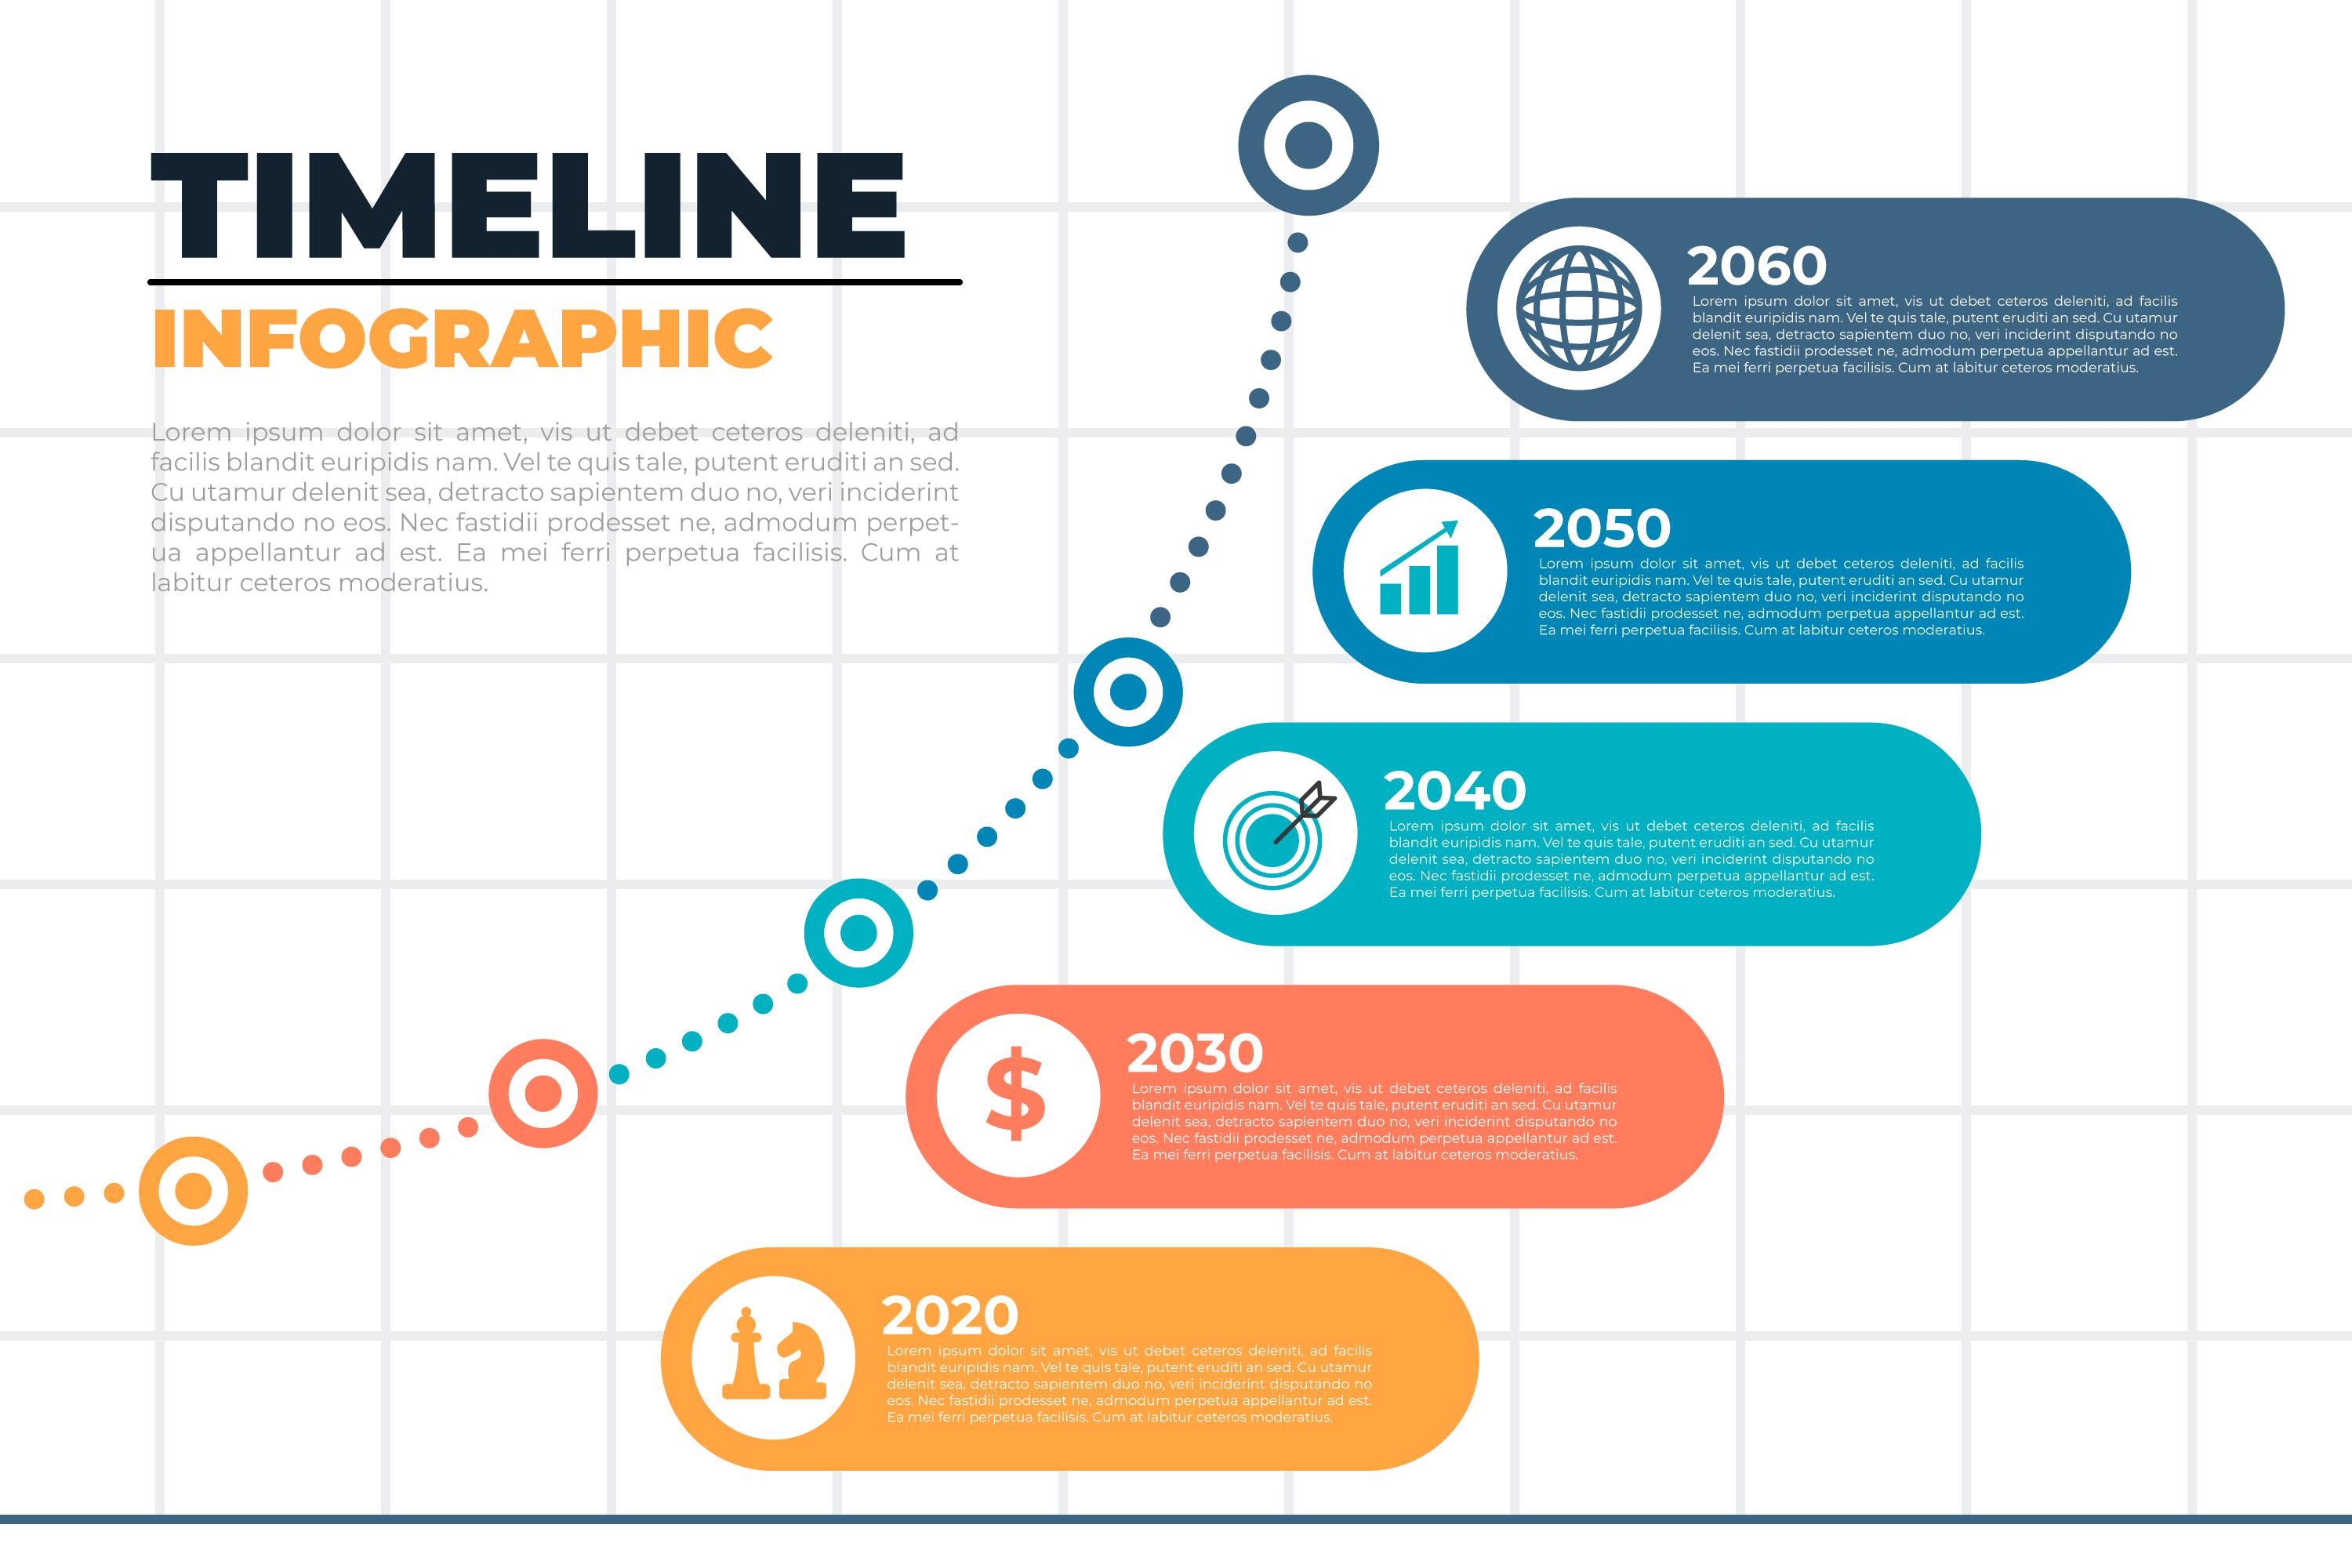 TIMELINE
INFOGRAPHIC
Lorem ipsum dolor sit amet, vis ut debet ceteros deleniti, ad
facilis blandit euripidis nam. Vel te quis tale, putent eruditi an sed.
Cu utamur delenit sea, detracto sapientem duo no, veri inciderint
disputando no eos. Nec fastidii prodesset ne, admodum perpet-
ua appellantur ad est. Ea mei ferri perpetua facilisis. Cum at
labitur ceteros moderatius.
2060
Lorem ipsum dolor sit amet, vis ut debet ceteros deleniti, ad facilis
blandit euripidis nam. Vel te quis tale, putent eruditi an sed. Cu utamur
delenit sea, detracto sapientem duo no, veri inciderint disputando no
eos. Nec fastidii prodesset ne, admodum perpetua appellantur ad est.
Ea mei ferri perpetua facilisis. Cum at labitur ceteros moderatius.
2050
Lorem ipsum dolor sit amet, vis ut debet ceteros deleniti, ad facilis
blandit euripidis nam. Vel te quis tale, putent eruditi an sed. Cu utamur
delenit sea, detracto sapientem duo no, veri inciderint disputando no
eos. Nec fastidii prodesset ne, admodum perpetua appellantur ad est.
Ea mei ferri perpetua facilisis. Cum at labitur ceteros moderatius.
2040
Lorem ipsum dolor sit amet, vis ut debet ceteros deleniti, ad facilis
blandit euripidis nam. Vel te quis tale, putent eruditi an sed. Cu utamur
delenit sea, detracto sapientem duo no, veri inciderint disputando no
eos. Nec fastidii prodesset ne, admodum perpetua appellantur ad est.
Ea mei ferri perpetua facilisis. Cum at labitur ceteros moderatius.
$
2030
Lorem ipsum dolor sit amet, vis ut debet ceteros deleniti, ad facilis
blandit euripidis nam. Vel te quis tale, putent eruditi an sed. Cu utamur
delenit sea, detracto sapientem duo no, veri inciderint disputando no
eos. Nec fastidii prodesset ne, admodum perpetua appellantur ad est.
Ea mei ferri perpetua facilisis. Cum at labitur ceteros moderatius.
2020
Lorem ipsum dolor sit amet, vis ut debet ceteros deleniti, ad facilis
blandit euripidis nam. Vel te quis tale, putent eruditi an sed. Cu utamur
delenit sea, detracto sapientem duo no, veri inciderint disputando no
eos. Nec fastidii prodesset ne, admodum perpetua appellantur ad est.
Ea mei ferri perpetua facilisis. Cum at labitur ceteros moderatius.